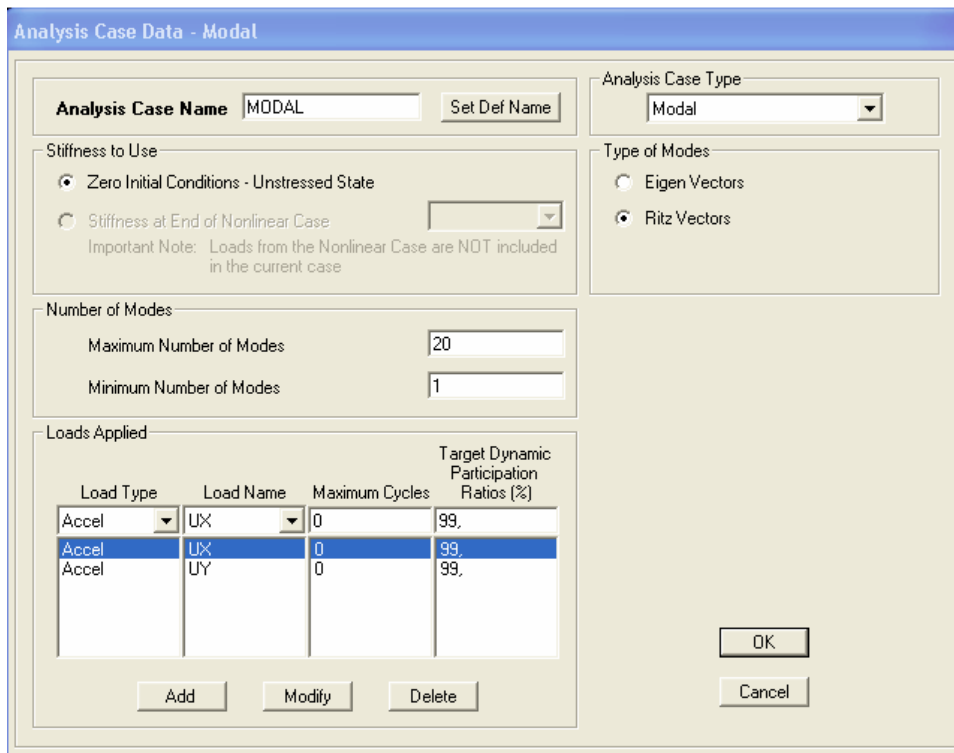 Analysis Case Data - Modal
Analysis Case Name MODAL Set Def Name
Analysis Case Type
Modal
Stiffness to Use
Zero Initial Conditions - Unstressed State
Stiffness at End of Nonlinear Case
Important Note: Loads from the Nonlinear Case are NOT included
in the current case
Type of Modes
Eigen Vectors
Ritz Vectors
Number of Modes
Maximum Number of Modes 20
Minimum Number of Modes 1
Loads Applied
Load Type Load Name Maximum Cycles Target Dynamic
Participation
Ratios (%)
Accel UX 0 99,
Accel UX 0 99,
Accel UY 0 99,
Add Modify Delete
OK
Cancel